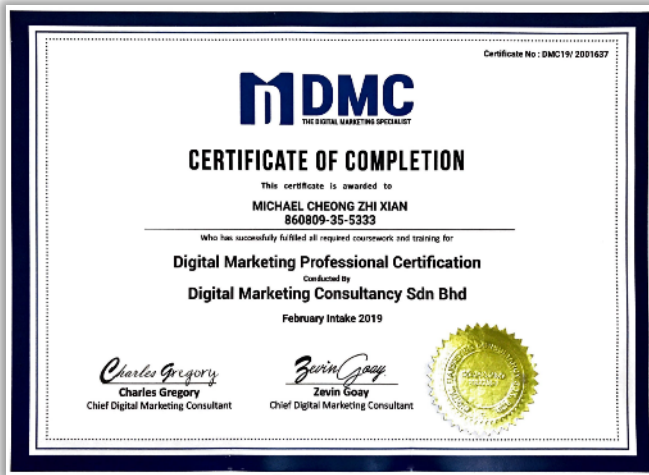 Certificate No : DMC19/ 2001637
DMC
THE DIGITAL MARKETING SPECIALIST
CERTIFICATE OF COMPLETION
This certificate is awarded to
MICHAEL CHEONG ZHI XIAN
860809-35-5333
Who has successfully fulfilled all required coursework and training for
Digital Marketing Professional Certification
Conducted By
Digital Marketing Consultancy Sdn Bhd
February Intake 2019
Charles Gregory
Zevin Goay
Charles Gregory
Zevin Goay
Chief Digital Marketing Consultant
Chief Digital Marketing Consultant